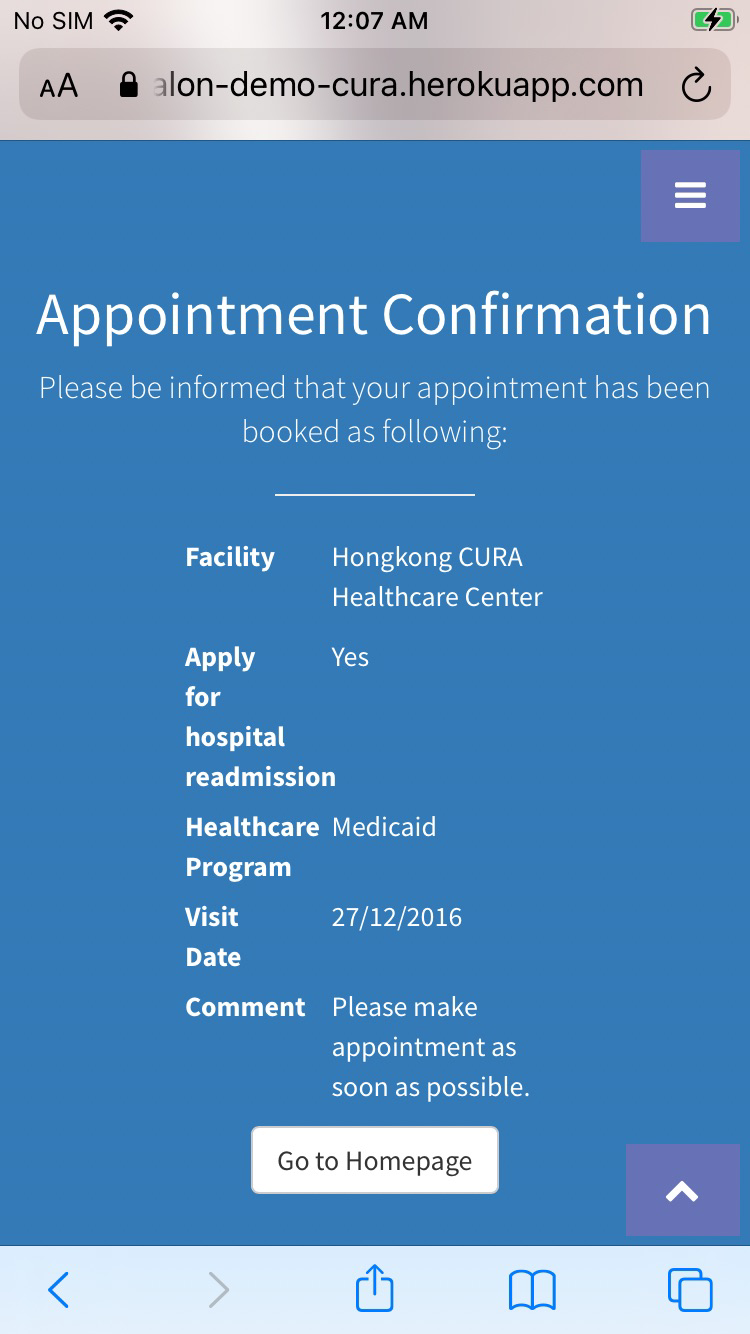 No SIM 12:07 AM
AA alon-demo-cura.herokuapp.com
Appointment Confirmation
Please be informed that your appointment has been
booked as following:
Facility Hongkong CURA
Healthcare Center
Apply Yes
for
hospital
readmission
Healthcare Medicaid
Program
Visit 27/12/2016
Date
Comment Please make
appointment as
soon as possible.
Go to Homepage